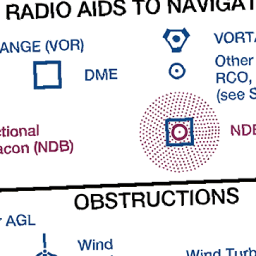 RADIO AIDS TO NAVIGAT
ANGE (VOR)
VORTA
DME
Other
RCO,
(see S
ctional
acon (NDB)
NDB
OBSTRUCTIONS
r AGL
Wind
Wind Turb